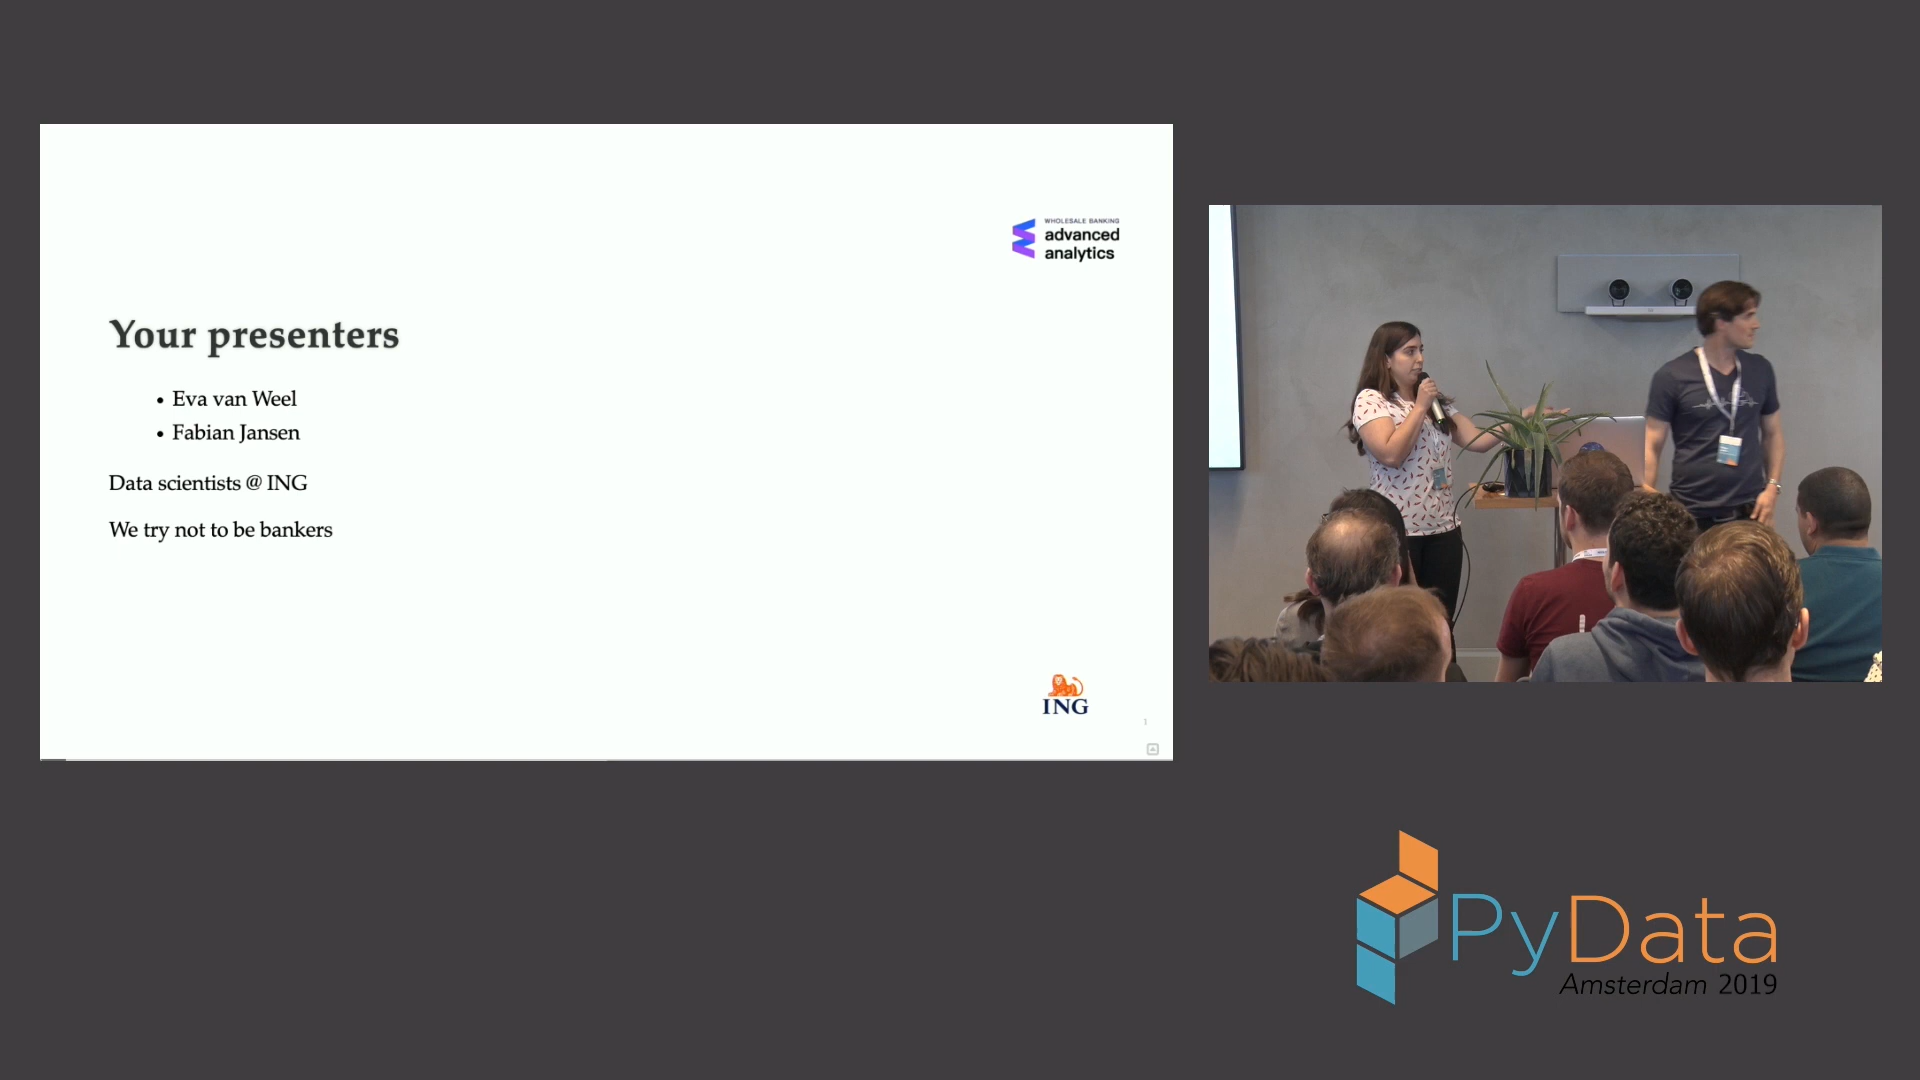 WHOLESALE BANKING
advanced
analytics
Your presenters
• Eva van Weel
• Fabian Jansen
Data scientists @ ING
We try not to be bankers
ING
PyData
Amsterdam 2019